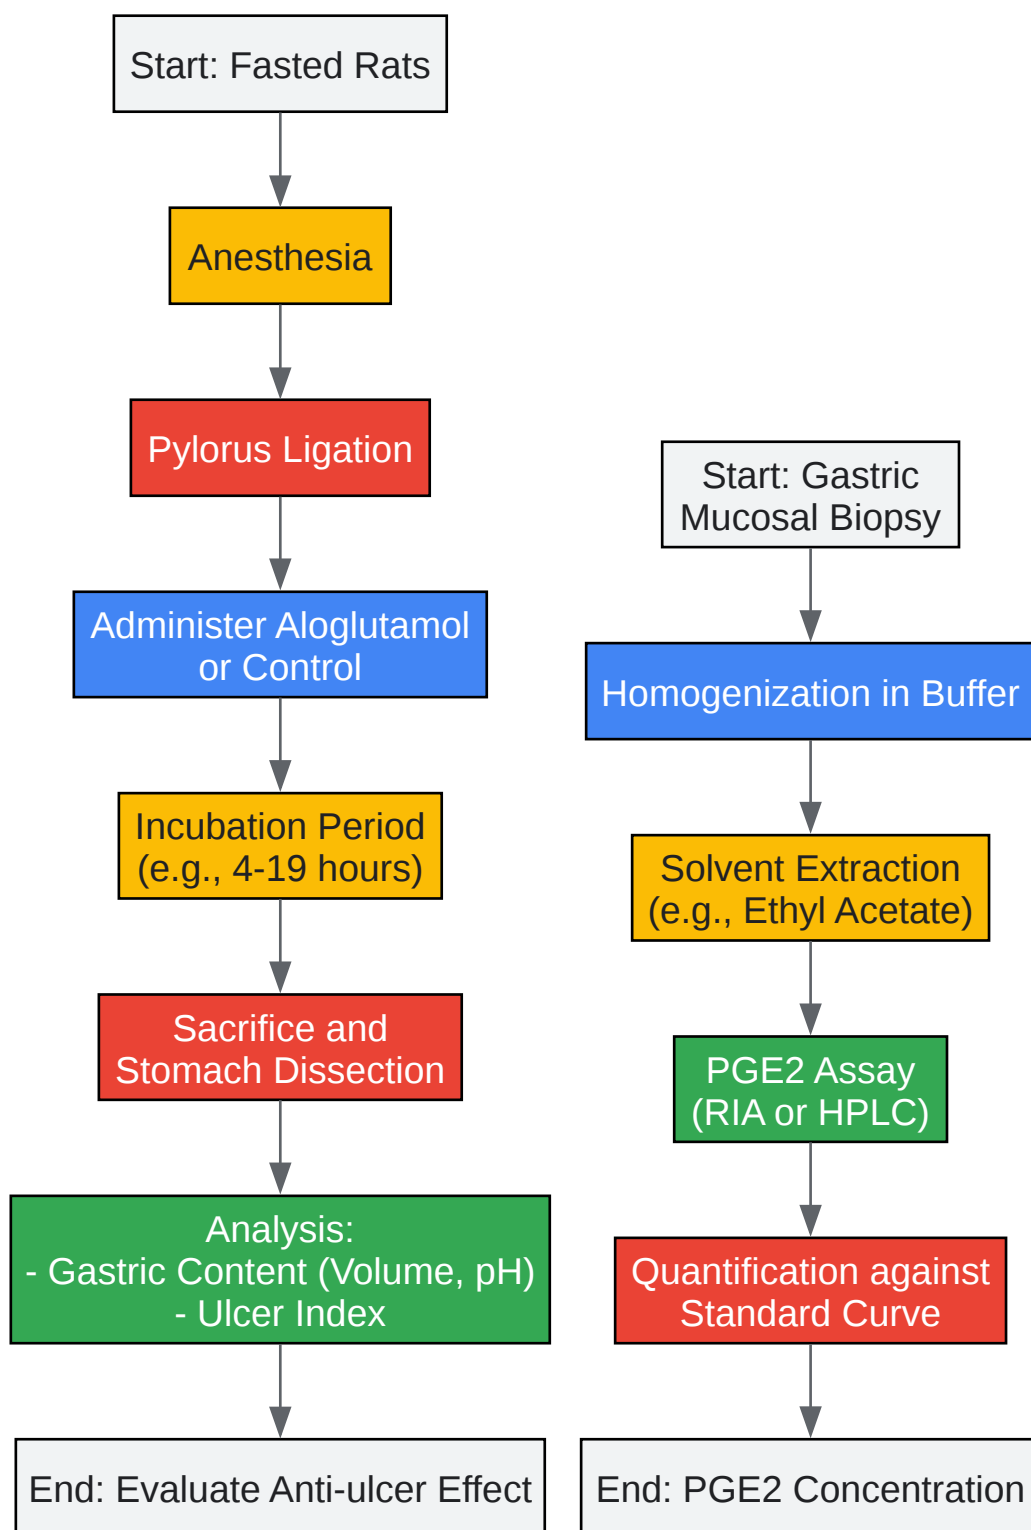 Start: Fasted Rats
Anesthesia
Pylorus Ligation
Administer Aloglutamol
or Control
Incubation Period
(e.g., 4-19 hours)
Sacrifice and
Stomach Dissection
Analysis:
- Gastric Content (Volume, pH)
- Ulcer Index
End: Evaluate Anti-ulcer Effect
Start: Gastric
Mucosal Biopsy
Homogenization in Buffer
Solvent Extraction
(e.g., Ethyl Acetate)
PGE2 Assay
(RIA or HPLC)
Quantification against
Standard Curve
End: PGE2 Concentration